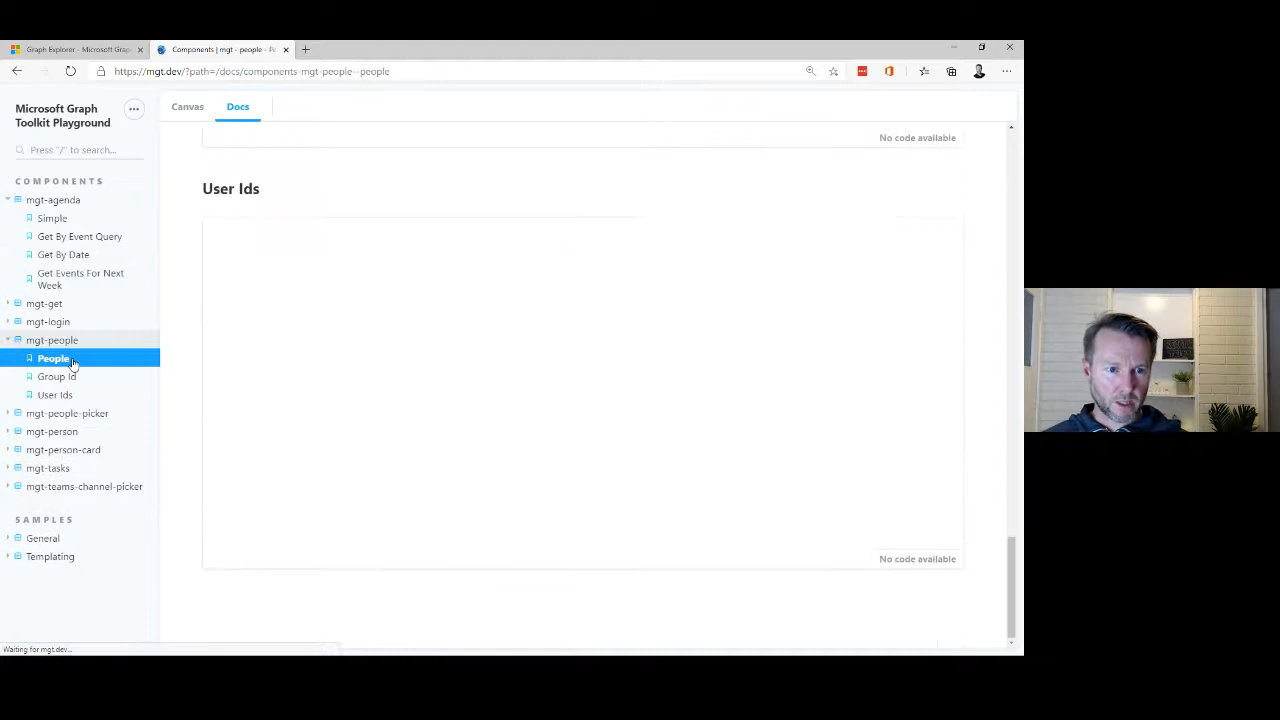 Graph Explorer - Microsoft Grap
Components | mgt - people - Pe
https://mgt.dev/?path=/docs/components-mgt-people--people
Microsoft Graph
Toolkit Playground
Canvas
Docs
Press "/" to search...
No code available
COMPONENTS
mgt-agenda
Simple
Get By Event Query
Get By Date
Get Events For Next
Week
mgt-get
mgt-login
mgt-people
People
Group Id
User Ids
mgt-people-picker
mgt-person
mgt-person-card
mgt-tasks
mgt-teams-channel-picker
SAMPLES
General
Templating
User Ids
No code available
Waiting for mgt.dev...